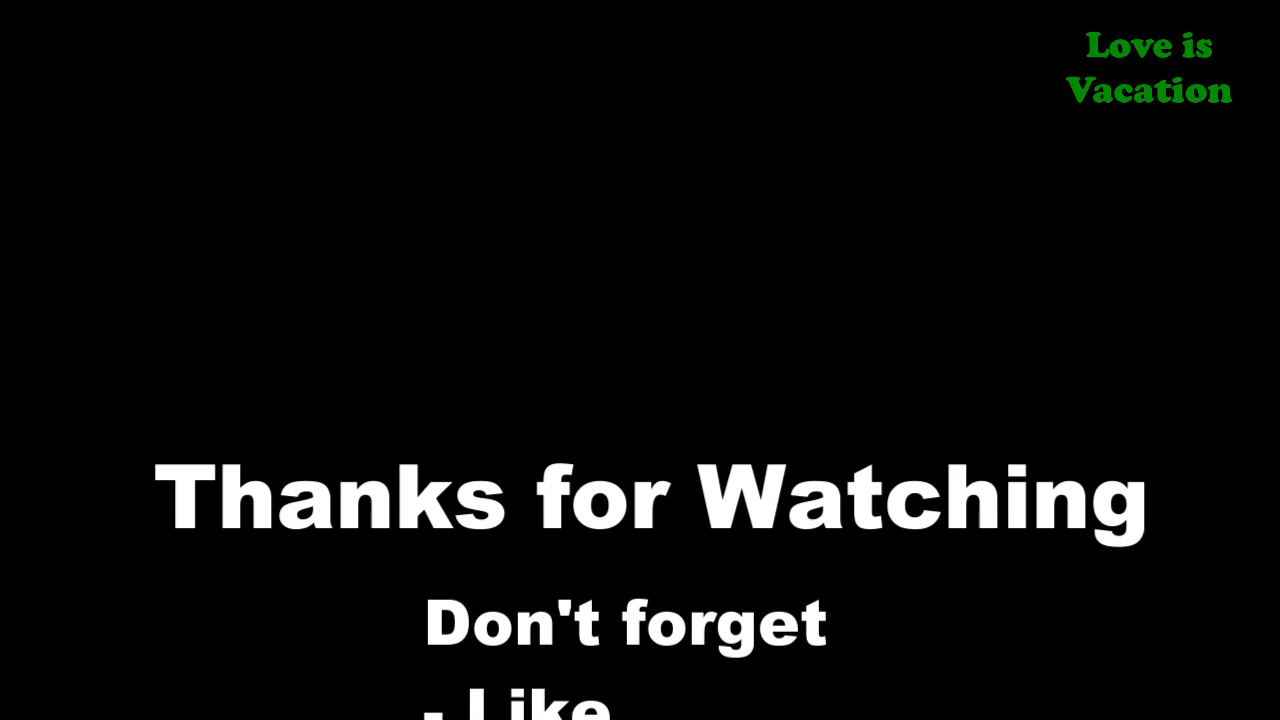 Love is
Vacation
Thanks for Watching
Don't forget
- Like